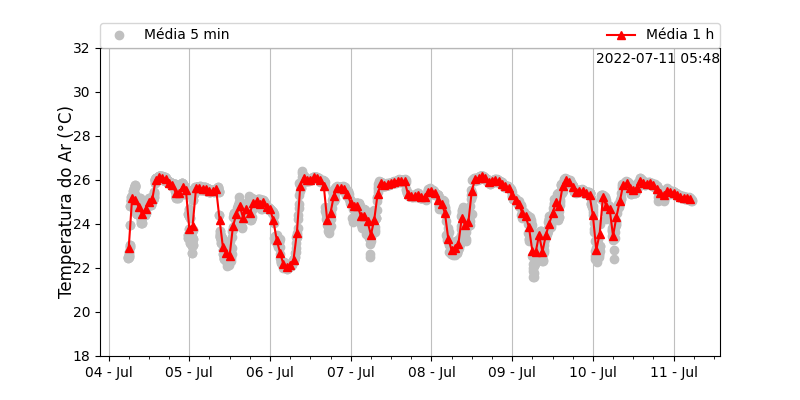 Média 5 min
Média 1 h
2022-07-11 05:48
Temperatura do Ar (°C)
32
30
28
26
24
22
20
18
04 - Jul
05 - Jul
06 - Jul
07 - Jul
08 - Jul
09 - Jul
10 - Jul
11 - Jul